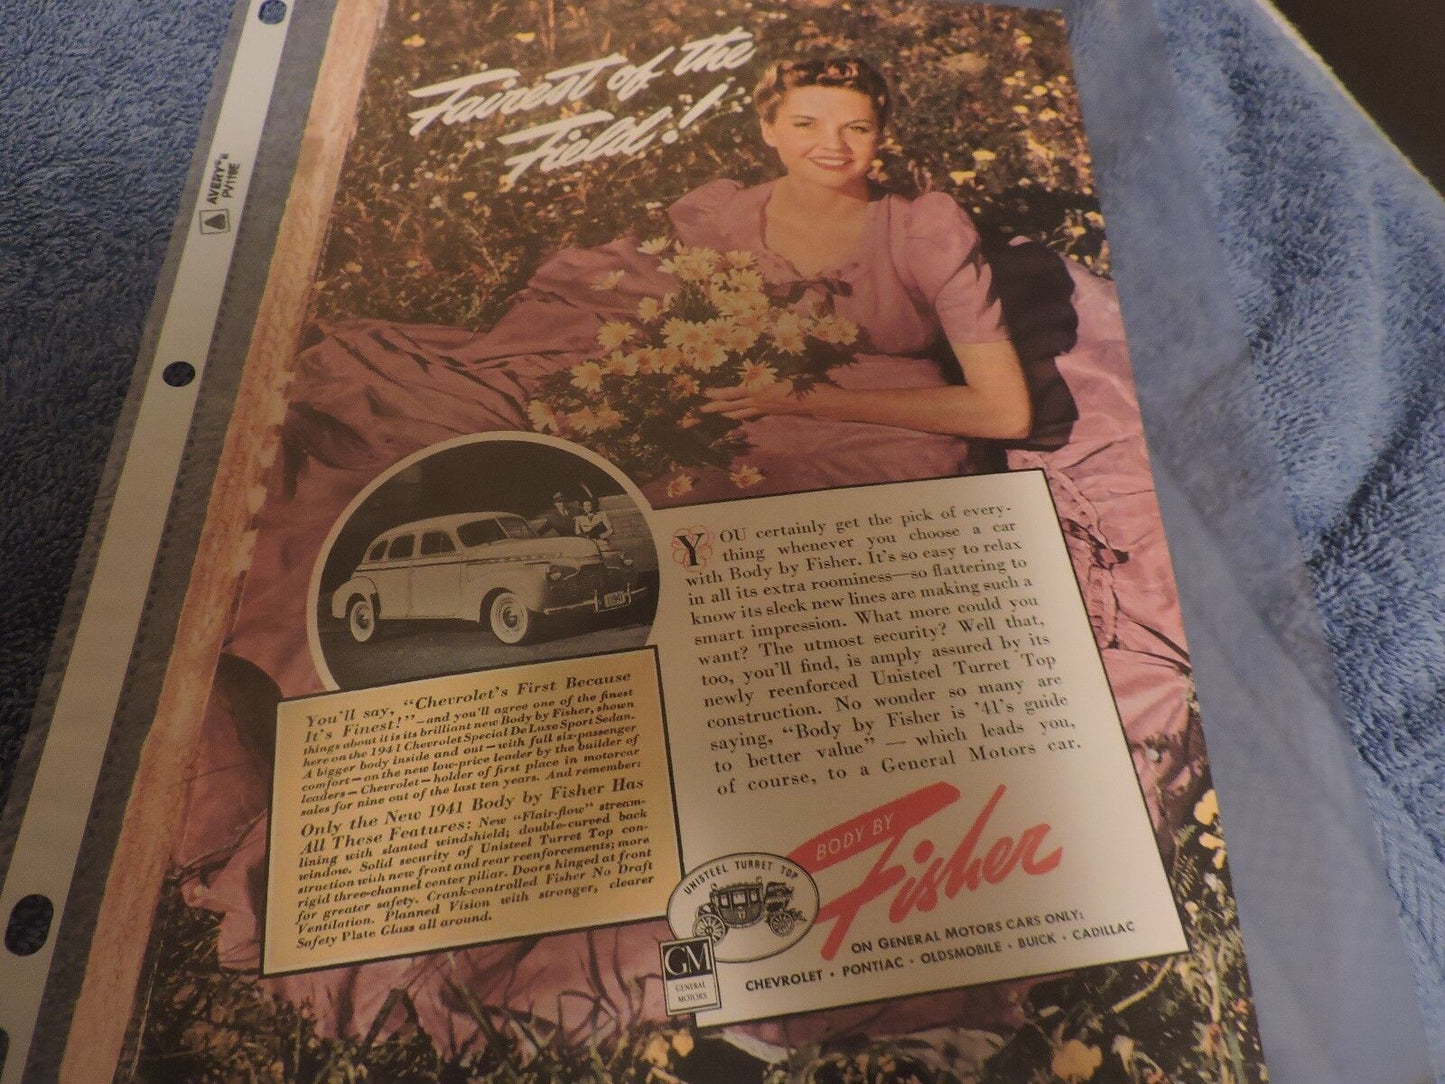 AVERY®
PV119E
Fairest of the
Field!
YOU certainly get the pick of every-
thing whenever you choose a car
with Body by Fisher. It's so easy to relax
in all its extra roominess—so flattering to
know its sleek new lines are making such a
smart impression. What more could you
want? The utmost security? Well that,
too, you'll find, is amply assured by its
newly reenforced Unisteel Turret Top
construction. No wonder so many are
saying, "Body by Fisher is '41's guide
to better value" — which leads you,
of course, to a General Motors car.
You'll say, "Chevrolet's First Because
It's Finest!"—and you'll agree one of the finest
things about it is its brilliant new Body by Fisher, shown
here on the 1941 Chevrolet Special De Luxe Sport Sedan.
A bigger body inside and out—with full six-passenger
comfort—on the new low-price leader by the builder of
leaders—Chevrolet—holder of first place in motorcar
sales for nine out of the last ten years. And remember:
Only the New 1941 Body by Fisher Has
All These Features: New "Flair-flow" stream-
lining with slanted windshield; double-curved back
window. Solid security of Unisteel Turret Top con-
struction with new front and rear reenforcements; more
rigid three-channel center pillar. Doors hinged at front
for greater safety. Crank-controlled Fisher No Draft
Ventilation. Planned Vision with stronger, clearer
Safety Plate Glass all around.
BODY BY
Fisher
UNISTEEL TURRET TOP
GM
GENERAL
MOTORS
ON GENERAL MOTORS CARS ONLY:
CHEVROLET · PONTIAC · OLDSMOBILE · BUICK · CADILLAC